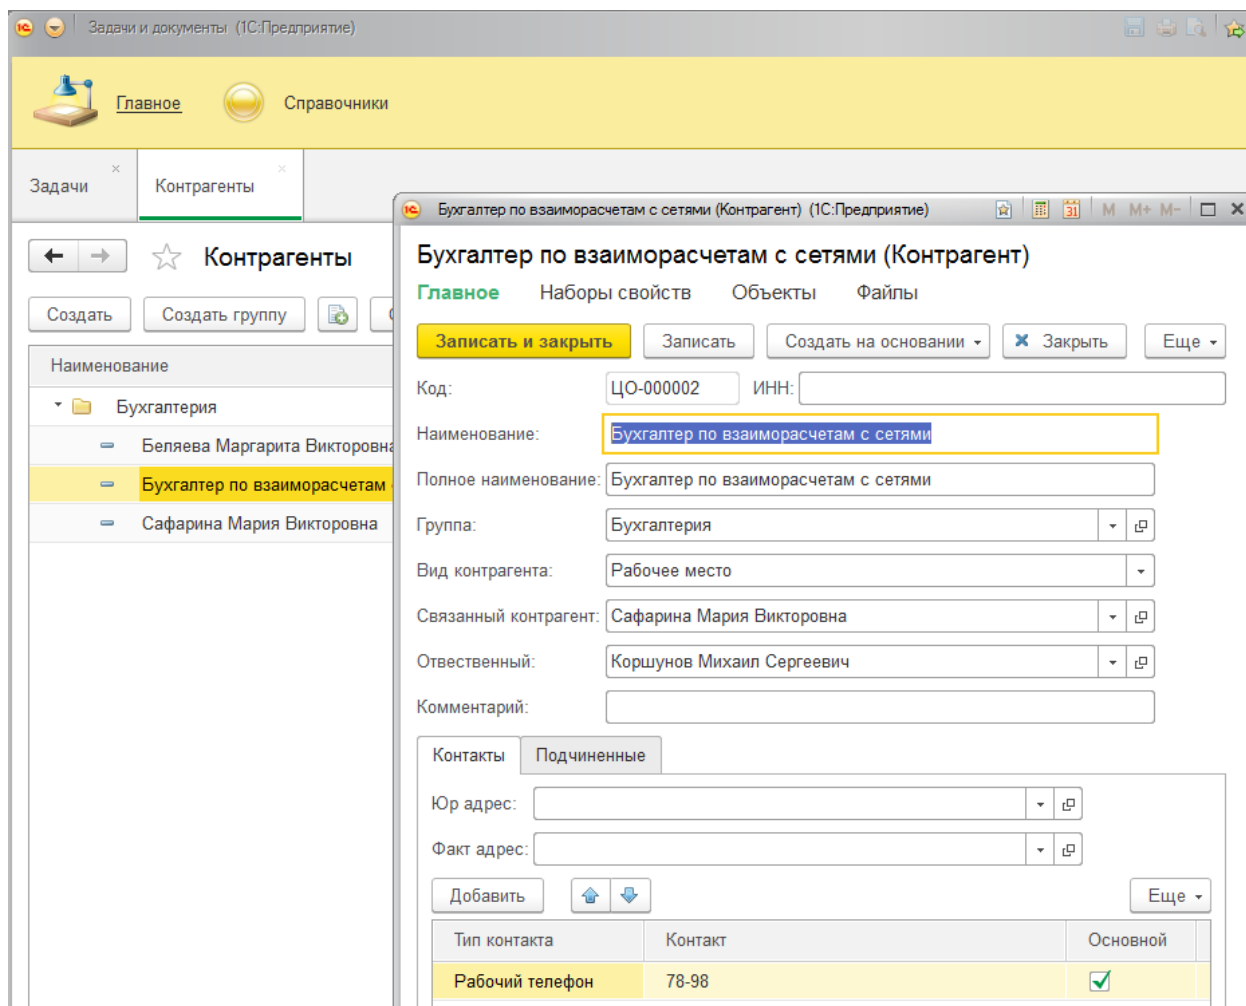 Задачи и документы (1С:Предприятие)
Главное
Справочники
Задачи
Контрагенты
Контрагенты
Создать
Создать группу
Наименование
Бухгалтерия
Беляева Маргарита Викторовна
Бухгалтер по взаиморасчетам
Сафарина Мария Викторовна
Бухгалтер по взаиморасчетам с сетями (Контрагент) (1С:Предприятие)
31 M M+ M-
Бухгалтер по взаиморасчетам с сетями (Контрагент)
Главное Наборы свойств Объекты Файлы
Записать и закрыть Записать Создать на основании Закрыть Еще
Код: ЦО-000002 ИНН:
Наименование: Бухгалтер по взаиморасчетам с сетями
Полное наименование: Бухгалтер по взаиморасчетам с сетями
Группа: Бухгалтерия
Вид контрагента: Рабочее место
Связанный контрагент: Сафарина Мария Викторовна
Отвественный: Коршунов Михаил Сергеевич
Комментарий:
Контакты Подчиненные
Юр адрес:
Факт адрес:
Добавить Еще
Тип контакта Контакт Основной
Рабочий телефон 78-98